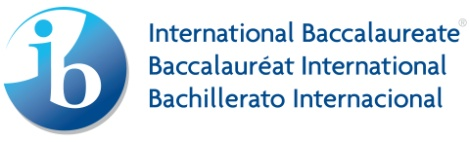 ib
International Baccalaureate®
Baccalauréat International
Bachillerato Internacional